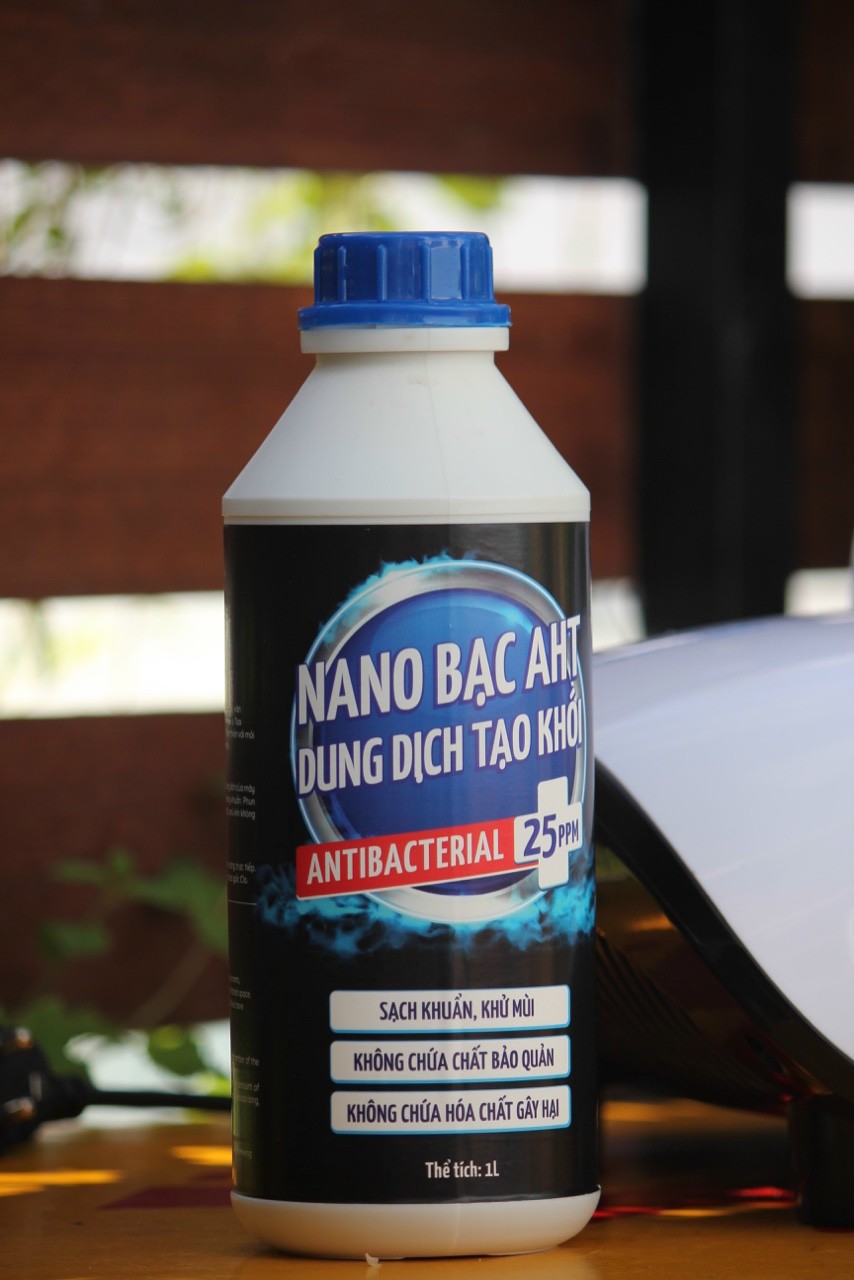 NANO BẠC AHT
DUNG DỊCH TẠO KHÓI
ANTIBACTERIAL 25PPM
SẠCH KHUẨN, KHỬ MÙI
KHÔNG CHỨA CHẤT BẢO QUẢN
KHÔNG CHỨA HÓA CHẤT GÂY HẠI
Thể tích: 1L